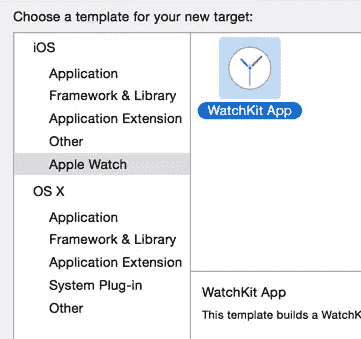 Choose a template for your new target:
iOS
Application
Framework & Library
Application Extension
Other
Apple Watch
OS X
Application
Framework & Library
Application Extension
System Plug-in
Other
WatchKit App
WatchKit App
This template builds a WatchK